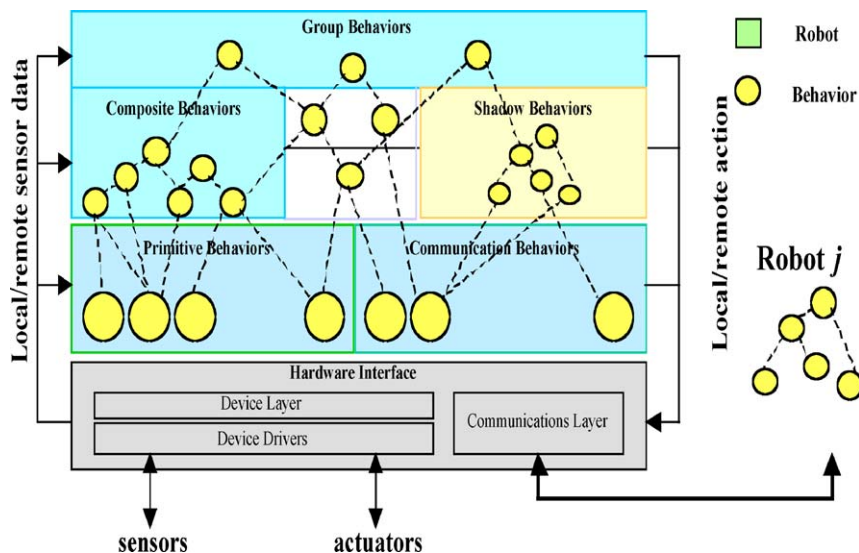 Group Behaviors
Robot
Behavior
Composite Behaviors
Shadow Behaviors
Local/remote sensor data
Local/remote action
Primitive Behaviors
Communication Behaviors
Robot j
Hardware Interface
Device Layer
Device Drivers
Communications Layer
sensors
actuators